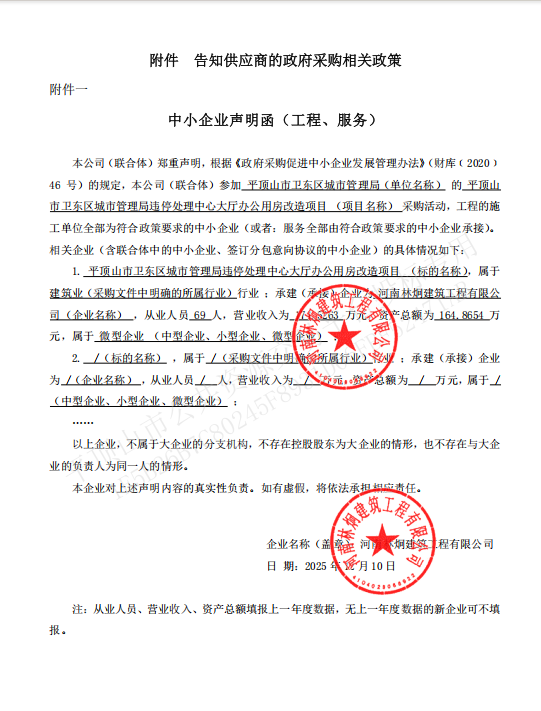 附件 告知供应商的政府采购相关政策
附件一
中小企业声明函（工程、服务）
本公司（联合体）郑重声明，根据《政府采购促进中小企业发展管理办法》（财库﹝2020﹞
46 号）的规定，本公司（联合体）参加 平顶山市卫东区城市管理局（单位名称） 的 平顶山
市卫东区城市管理局违停处理中心大厅办公用房改造项目 （项目名称） 采购活动，工程的施
工单位全部为符合政策要求的中小企业（或者：服务全部由符合政策要求的中小企业承接）。
相关企业（含联合体中的中小企业、签订分包意向协议的中小企业）的具体情况如下：
1. 平顶山市卫东区城市管理局违停处理中心大厅办公用房改造项目 （标的名称），属于
建筑业（采购文件中明确的所属行业）行业 ；承建（承接）企业为 河南林炯建筑工程有限公
司（企业名称） ，从业人员 69 人，营业收入为 万元，资产总额为 164.8654 万
元，属于 微型企业 （中型企业、小型企业、微型企业） ；
2. /（标的名称） ，属于 /（采购文件中明确的所属行业）行业 ；承建（承接）企业
为 /（企业名称），从业人员 / 人，营业收入为 / 万元，资产总额为 / 万元，属于 /
（中型企业、小型企业、微型企业） ；
……
以上企业，不属于大企业的分支机构，不存在控股股东为大企业的情形，也不存在与大企
业的负责人为同一人的情形。
本企业对上述声明内容的真实性负责。如有虚假，将依法承担相应责任。
企业名称（盖章） 河南林炯建筑工程有限公司
日 期：2025 年 月 10 日
注：从业人员、营业收入、资产总额填报上一年度数据，无上一年度数据的新企业可不填
报。
河南林炯建筑工程有限公司
河南林炯建筑工程有限公司